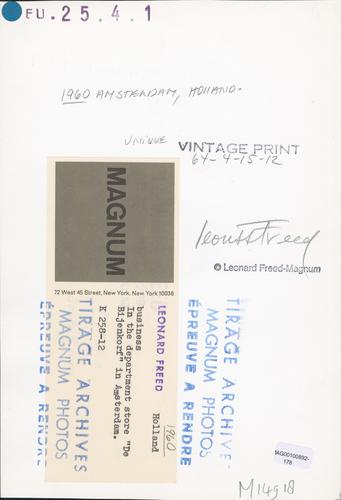 FU.25.4.1
1960 AMSTERDAM, HOLLAND-
UNIQUE
VINTAGE PRINT
64-4-15-12
Leonard Freed
© Leonard Freed-Magnum
MAGNUM
72 West 45 Street, New York, New York 10036
LEONARD FREED
Holland
1960
business
In the department store "De
Bijenkorf" in Amsterdam.
K 258-12
TIRAGE ARCHIVES
MAGNUM PHOTOS
ÉPREUVE A RENDRE
TIRAGE ARCHIVES
MAGNUM PHOTOS
ÉPREUVE A RENDRE
IAG00100892-
178
M14918